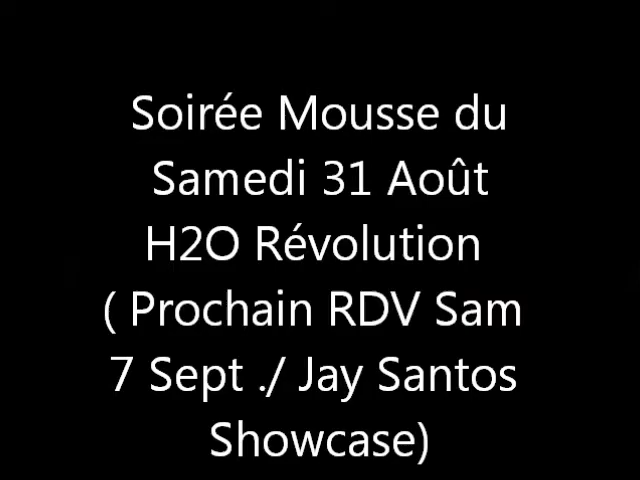 Soirée Mousse du
Samedi 31 Août
H2O Révolution
( Prochain RDV Sam
7 Sept ./ Jay Santos
Showcase)